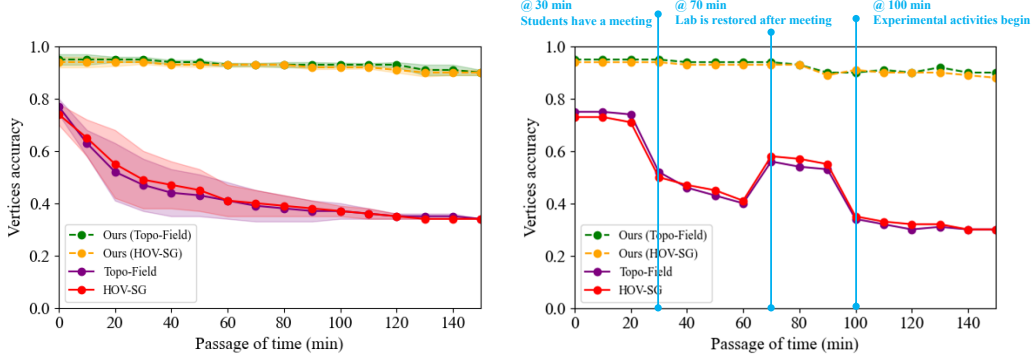 @ 30 min
Students have a meeting
@ 70 min
Lab is restored after meeting
@ 100 min
Experimental activities begin
1.0
0.8
0.6
0.4
0.2
0.0
Vertices accuracy
Ours (Topo-Field)
Ours (HOV-SG)
Topo-Field
HOV-SG
0 20 40 60 80 100 120 140
Passage of time (min)
1.0
0.8
0.6
0.4
0.2
0.0
Vertices accuracy
Ours (Topo-Field)
Ours (HOV-SG)
Topo-Field
HOV-SG
0 20 40 60 80 100 120 140
Passage of time (min)